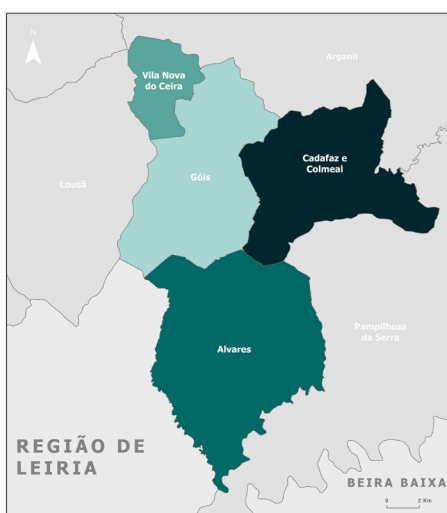 N
Arganil
Vila Nova
do Ceira
Cadafaz e
Colmeal
Góis
Lousã
Pampilhosa
da Serra
Alvares
REGIÃO DE
LEIRIA
BEIRA BAIXA
0 2 Km